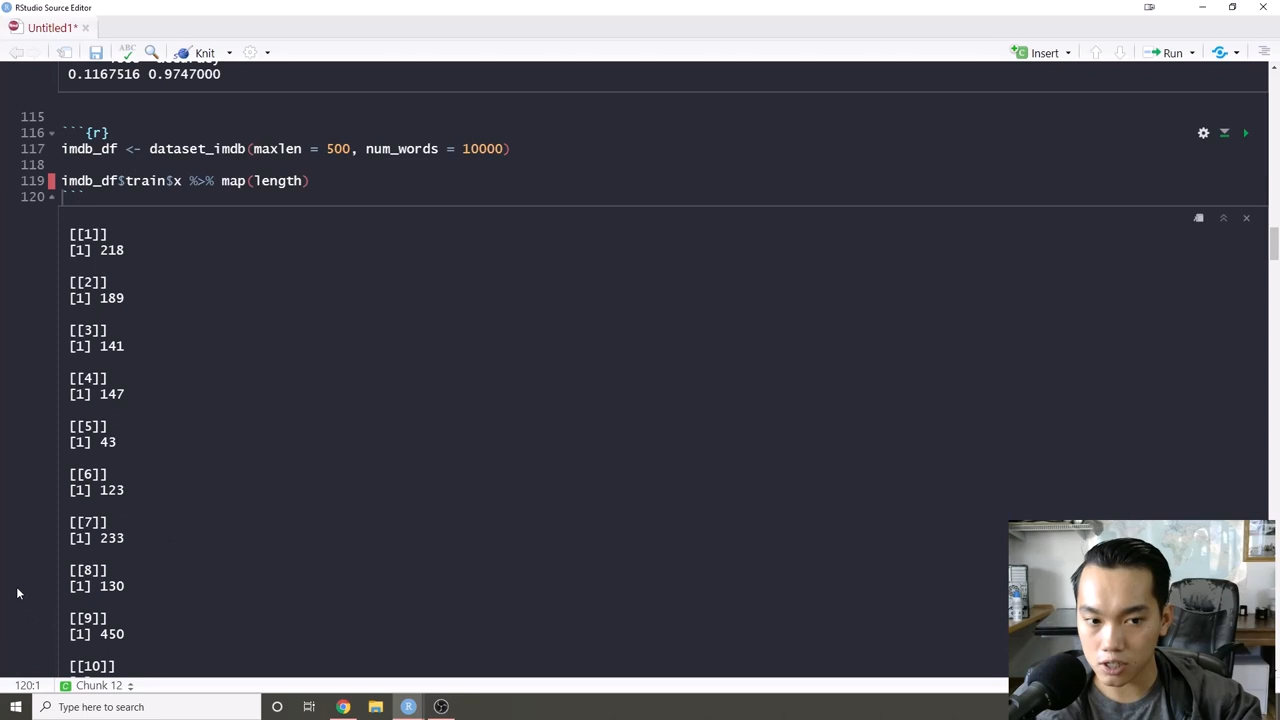 RStudio Source Editor
Untitled1*
ABC
Knit
Insert
Run
0.1167516 0.9747000
115
116 ```{r}
117 imdb_df <- dataset_imdb(maxlen = 500, num_words = 10000)
118
119 imdb_df$train$x %>% map(length)
120 ```
[[1]]
[1] 218
[[2]]
[1] 189
[[3]]
[1] 141
[[4]]
[1] 147
[[5]]
[1] 43
[[6]]
[1] 123
[[7]]
[1] 233
[[8]]
[1] 130
[[9]]
[1] 450
[[10]]
120:1 C Chunk 12
Type here to search